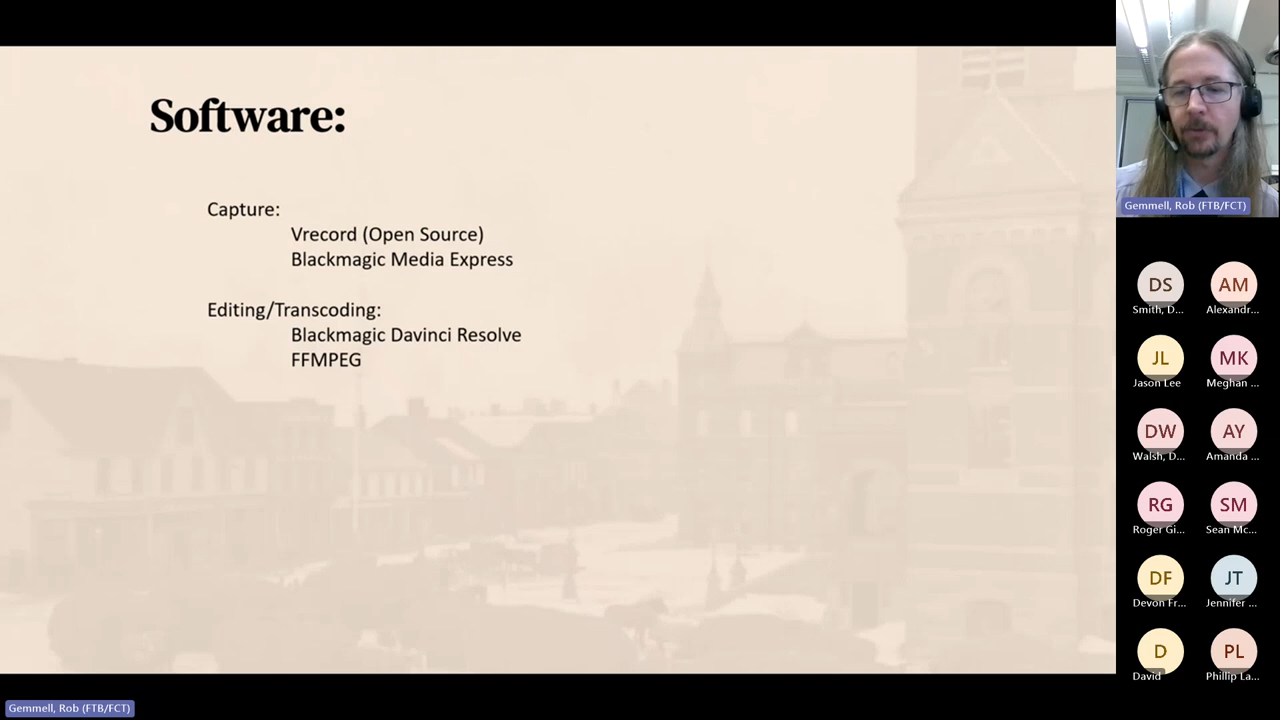 Software:
Capture:
Vrecord (Open Source)
Blackmagic Media Express
Editing/Transcoding:
Blackmagic Davinci Resolve
FFMPEG
Gemmell, Rob (FTB/FCT)
DS
AM
Smith, D...
Alexandr...
JL
MK
Jason Lee
Meghan ...
DW
AY
Walsh, D...
Amanda ...
RG
SM
Roger Gi...
Sean Mc...
DF
JT
Devon Fr...
Jennifer ...
D
PL
David
Phillip La...
Gemmell, Rob (FTB/FCT)